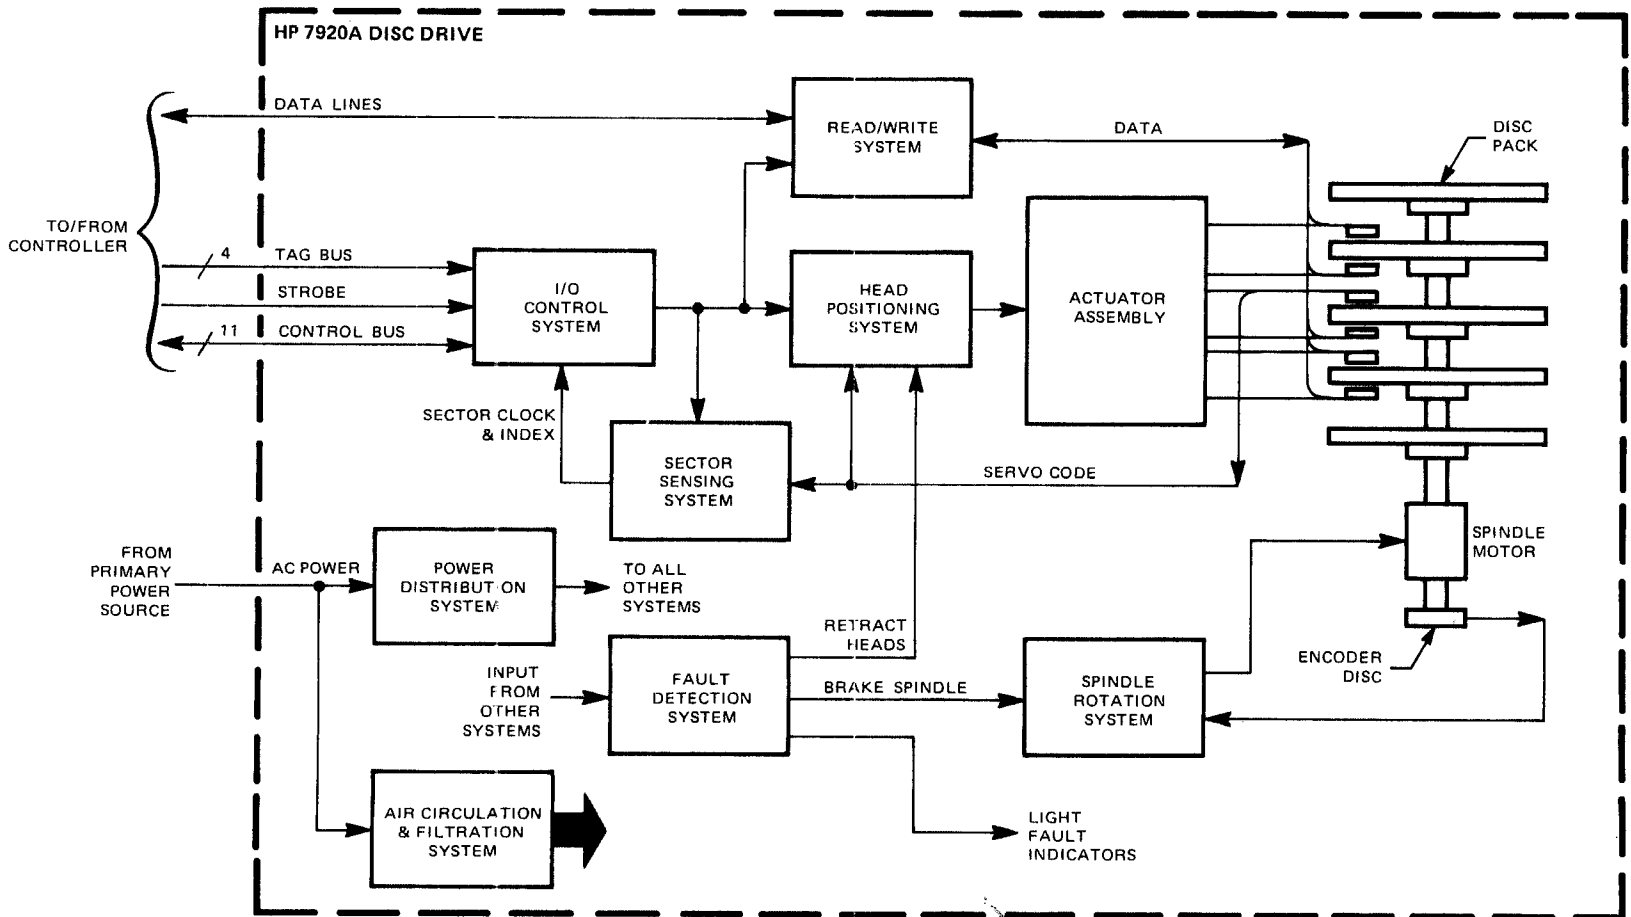 HP 7920A DISC DRIVE
DATA LINES
READ/WRITE
SYSTEM
DATA
DISC
PACK
TO/FROM
CONTROLLER
4
TAG BUS
STROBE
11
CONTROL BUS
I/O
CONTROL
SYSTEM
HEAD
POSITIONING
SYSTEM
ACTUATOR
ASSEMBLY
SECTOR CLOCK
& INDEX
SECTOR
SENSING
SYSTEM
SERVO CODE
FROM
PRIMARY
POWER
SOURCE
AC POWER
POWER
DISTRIBUTION
SYSTEM
TO ALL
OTHER
SYSTEMS
SPINDLE
MOTOR
RETRACT
HEADS
INPUT
FROM
OTHER
SYSTEMS
FAULT
DETECTION
SYSTEM
BRAKE SPINDLE
SPINDLE
ROTATION
SYSTEM
ENCODER
DISC
AIR CIRCULATION
& FILTRATION
SYSTEM
LIGHT
FAULT
INDICATORS